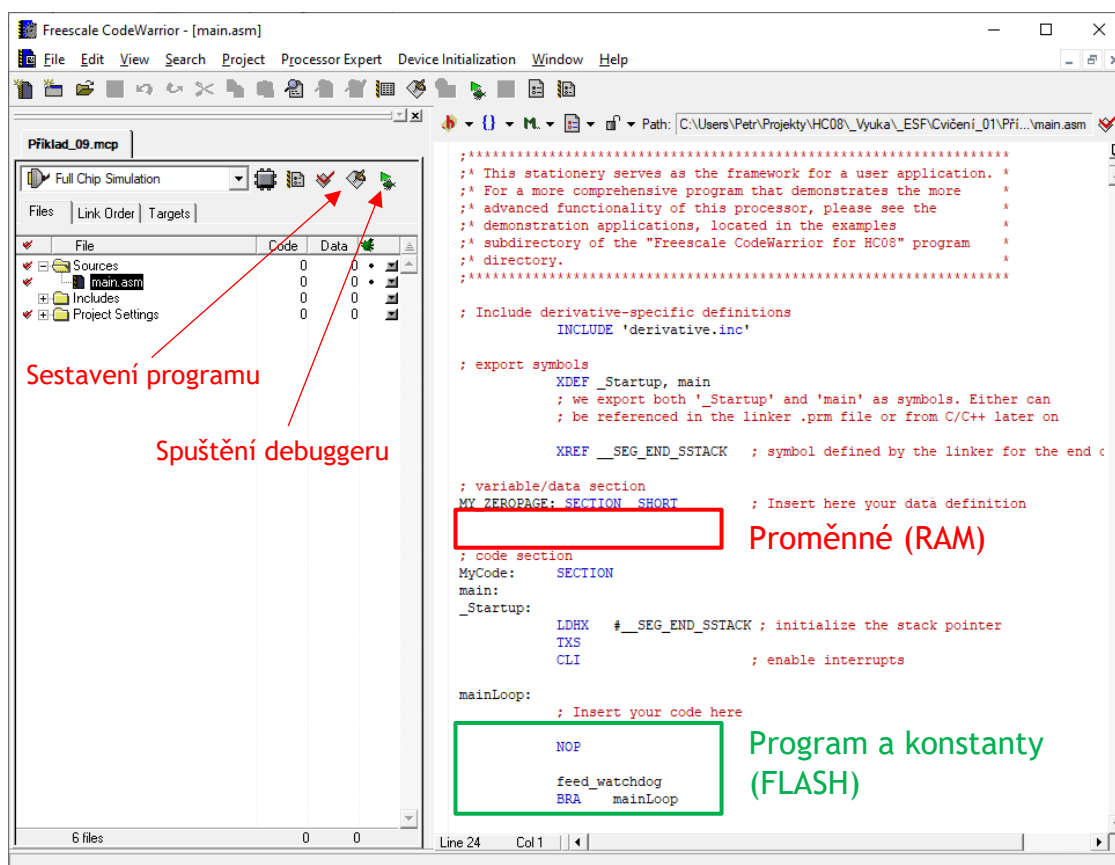 Freescale CodeWarrior - [main.asm]
File Edit View Search Project Processor Expert Device Initialization Window Help
Path: C:\Users\Petr\Projekty\HC08\_Vyuka\_ESF\Cvičení_01\Pří...\main.asm
Příklad_09.mcp
Full Chip Simulation
Files Link Order Targets
File Code Data
Sources 0 0
main.asm 0 0
Includes 0 0
Project Settings 0 0
Sestavení programu
Spuštění debuggeru
6 files 0 0
;*******************************************************************
;* This stationery serves as the framework for a user application. *
;* For a more comprehensive program that demonstrates the more *
;* advanced functionality of this processor, please see the *
;* demonstration applications, located in the examples *
;* subdirectory of the "Freescale CodeWarrior for HC08" program *
;* directory. *
;*******************************************************************
; Include derivative-specific definitions
INCLUDE 'derivative.inc'
; export symbols
XDEF _Startup, main
; we export both '_Startup' and 'main' as symbols. Either can
; be referenced in the linker .prm file or from C/C++ later on
XREF __SEG_END_SSTACK ; symbol defined by the linker for the end
; variable/data section
MY_ZEROPAGE: SECTION SHORT ; Insert here your data definition
Proměnné (RAM)
; code section
MyCode: SECTION
main:
_Startup:
LDHX #__SEG_END_SSTACK ; initialize the stack pointer
TXS
CLI ; enable interrupts
mainLoop:
; Insert your code here
NOP
feed_watchdog
BRA mainLoop
Program a konstanty
(FLASH)
Line 24 Col 1